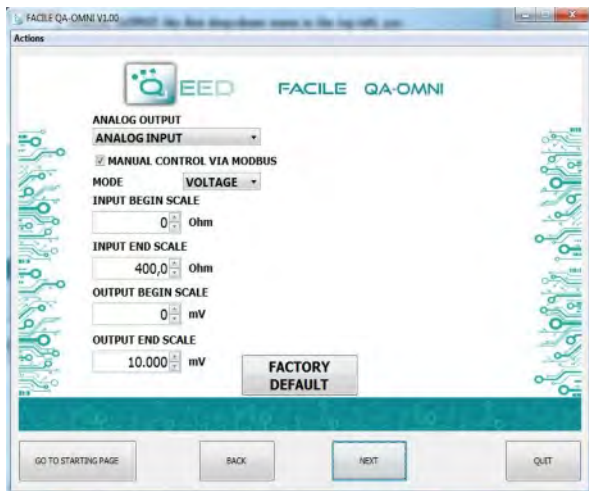 FACILE QA-OMNI V1.00
Actions
QEED FACILE QA-OMNI
ANALOG OUTPUT
ANALOG INPUT
MANUAL CONTROL VIA MODBUS
MODE VOLTAGE
INPUT BEGIN SCALE
0 Ohm
INPUT END SCALE
400,0 Ohm
OUTPUT BEGIN SCALE
0 mV
OUTPUT END SCALE
10.000 mV
FACTORY
DEFAULT
GO TO STARTING PAGE BACK NEXT QUIT